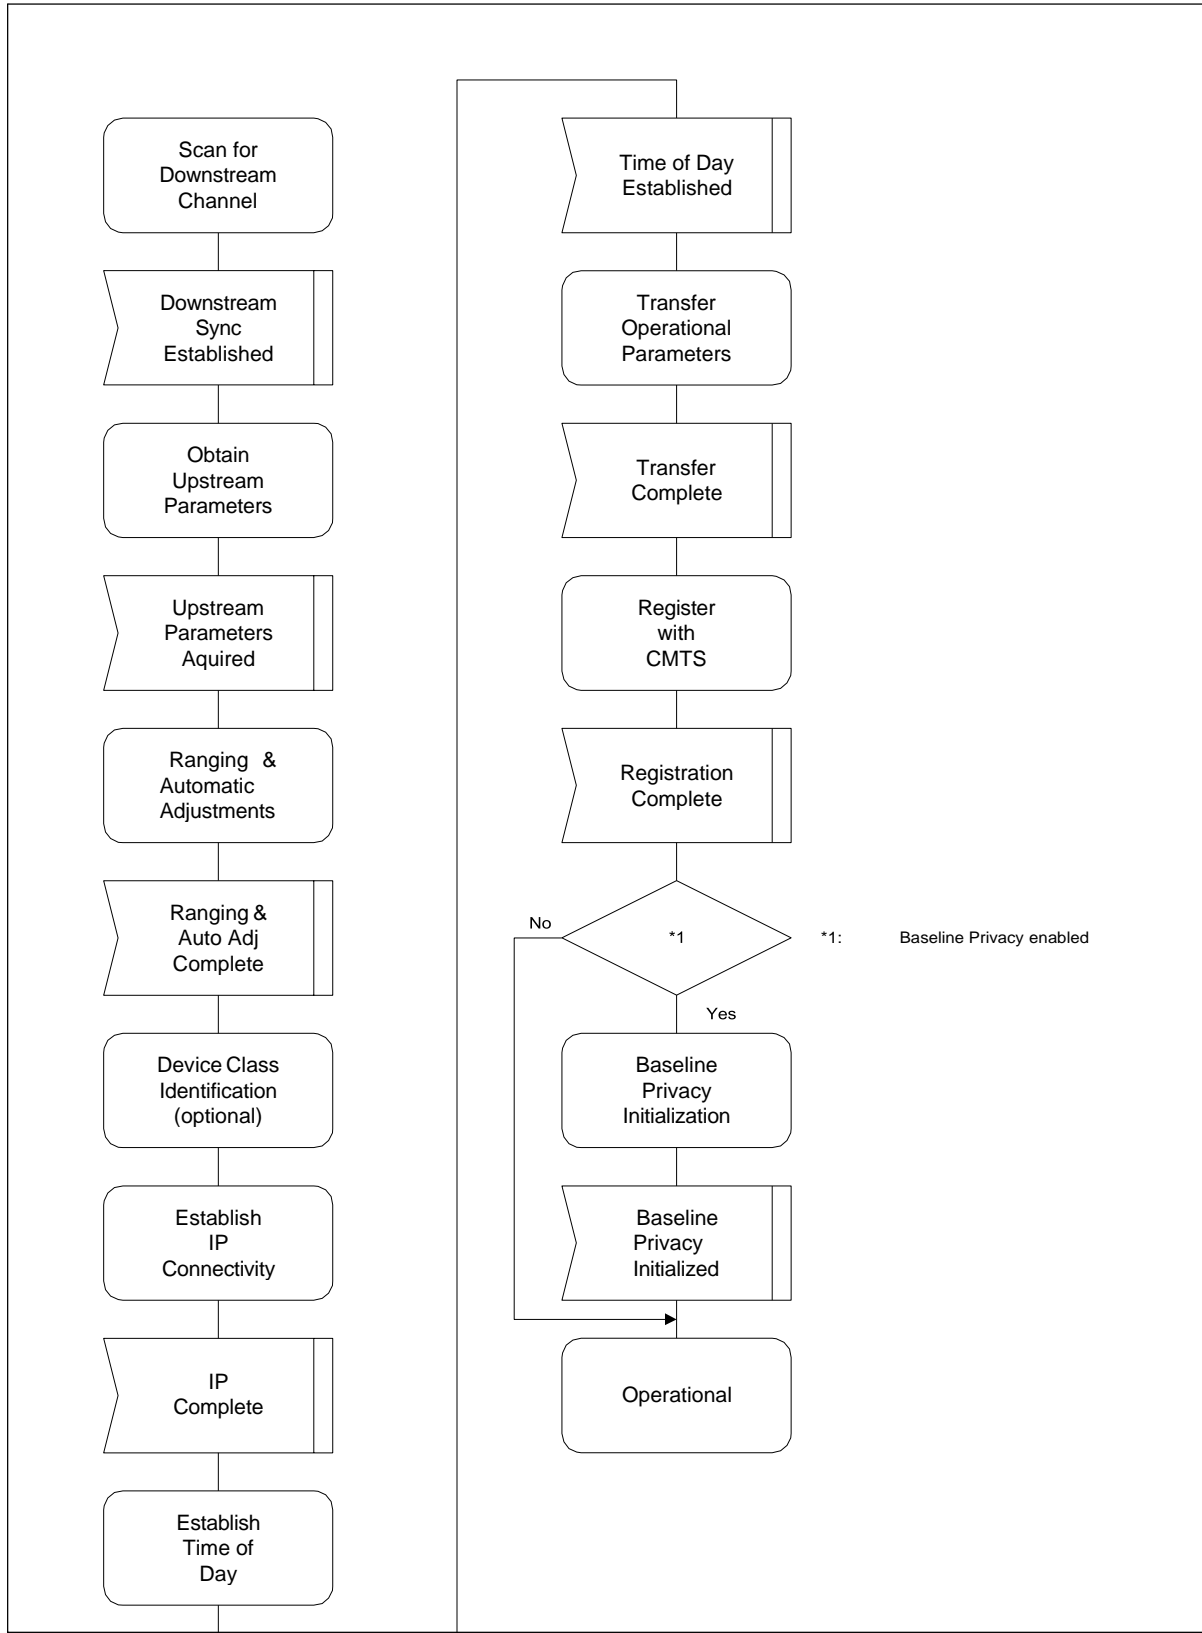 Scan for
Downstream
Channel
Downstream
Sync
Established
Obtain
Upstream
Parameters
Upstream
Parameters
Aquired
Ranging &
Automatic
Adjustments
Ranging &
Auto Adj
Complete
Device Class
Identification
(optional)
Establish
IP
Connectivity
IP
Complete
Establish
Time of
Day
Time of Day
Established
Transfer
Operational
Parameters
Transfer
Complete
Register
with
CMTS
Registration
Complete
No
*1
*1: Baseline Privacy enabled
Yes
Baseline
Privacy
Initialization
Baseline
Privacy
Initialized
Operational